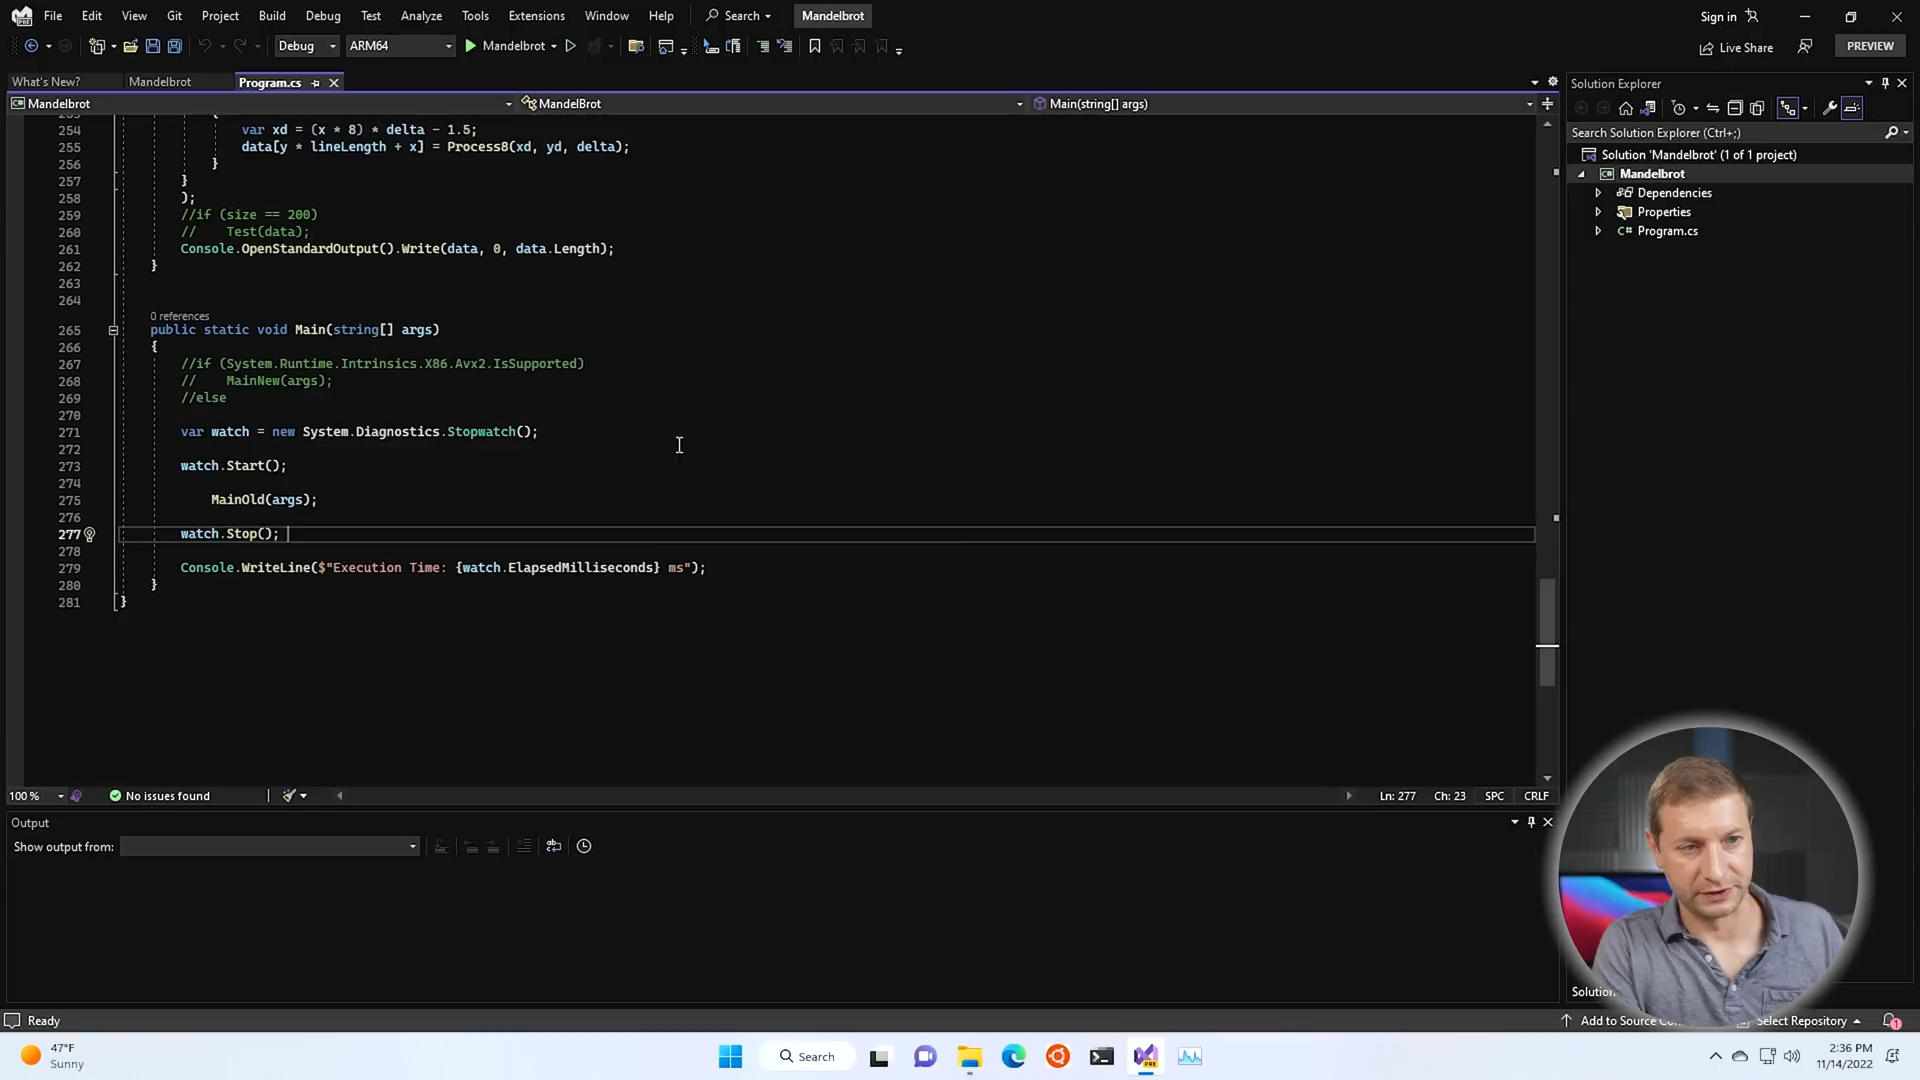 File Edit View Git Project Build Debug Test Analyze Tools Extensions Window Help Search Mandelbrot Sign in
Debug ARM64 Mandelbrot Live Share PREVIEW
What's New? Mandelbrot Program.cs
Mandelbrot MandelBrot Main(string[] args)
254 var xd = (x * 8) * delta - 1.5;
255 data[y * lineLength + x] = Process8(xd, yd, delta);
256 }
257 }
258 );
259 //if (size == 200)
260 // Test(data);
261 Console.OpenStandardOutput().Write(data, 0, data.Length);
262 }
263
264
0 references
265 public static void Main(string[] args)
266 {
267 //if (System.Runtime.Intrinsics.X86.Avx2.IsSupported)
268 // MainNew(args);
269 //else
270
271 var watch = new System.Diagnostics.Stopwatch();
272
273 watch.Start();
274
275 MainOld(args);
276
277 watch.Stop();
278
279 Console.WriteLine($"Execution Time: {watch.ElapsedMilliseconds} ms");
280 }
281 }
100 % No issues found Ln: 277 Ch: 23 SPC CRLF
Output
Show output from:
Solution Explorer
Search Solution Explorer (Ctrl+;)
Solution 'Mandelbrot' (1 of 1 project)
Mandelbrot
Dependencies
Properties
C# Program.cs
Ready Add to Source Select Repository 1
47°F
Sunny
Search
PRE
2:36 PM
11/14/2022